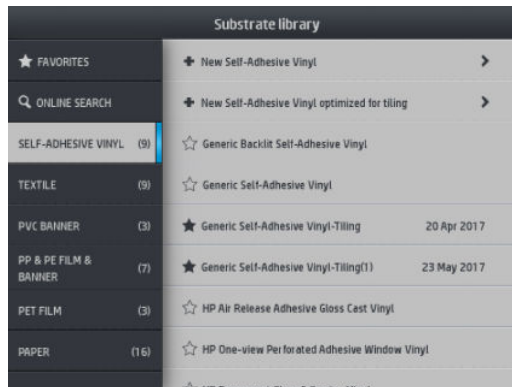 Substrate library
FAVORITES
ONLINE SEARCH
SELF-ADHESIVE VINYL (9)
TEXTILE (9)
PVC BANNER (3)
PP & PE FILM &
BANNER (7)
PET FILM (3)
PAPER (16)
New Self-Adhesive Vinyl
New Self-Adhesive Vinyl optimized for tiling
Generic Backlit Self-Adhesive Vinyl
Generic Self-Adhesive Vinyl
Generic Self-Adhesive Vinyl-Tiling 20 Apr 2017
Generic Self-Adhesive Vinyl-Tiling(1) 23 May 2017
HP Air Release Adhesive Gloss Cast Vinyl
HP One-view Perforated Adhesive Window Vinyl